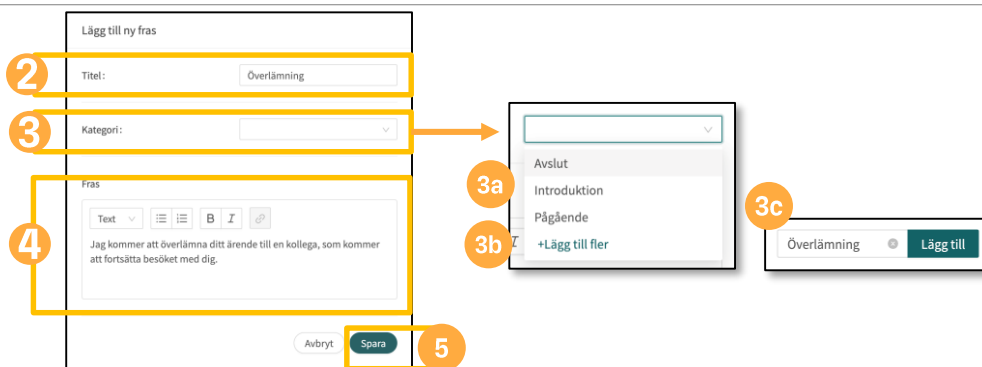 Lägg till ny fras
2
Titel:
Överlämning
3
Kategori:
Fras
4
Text
B I
Jag kommer att överlämna ditt ärende till en kollega, som kommer
att fortsätta besöket med dig.
Avbryt
Spara
5
3a
Avslut
Introduktion
Pågående
3b
I
+Lägg till fler
3c
Överlämning
Lägg till